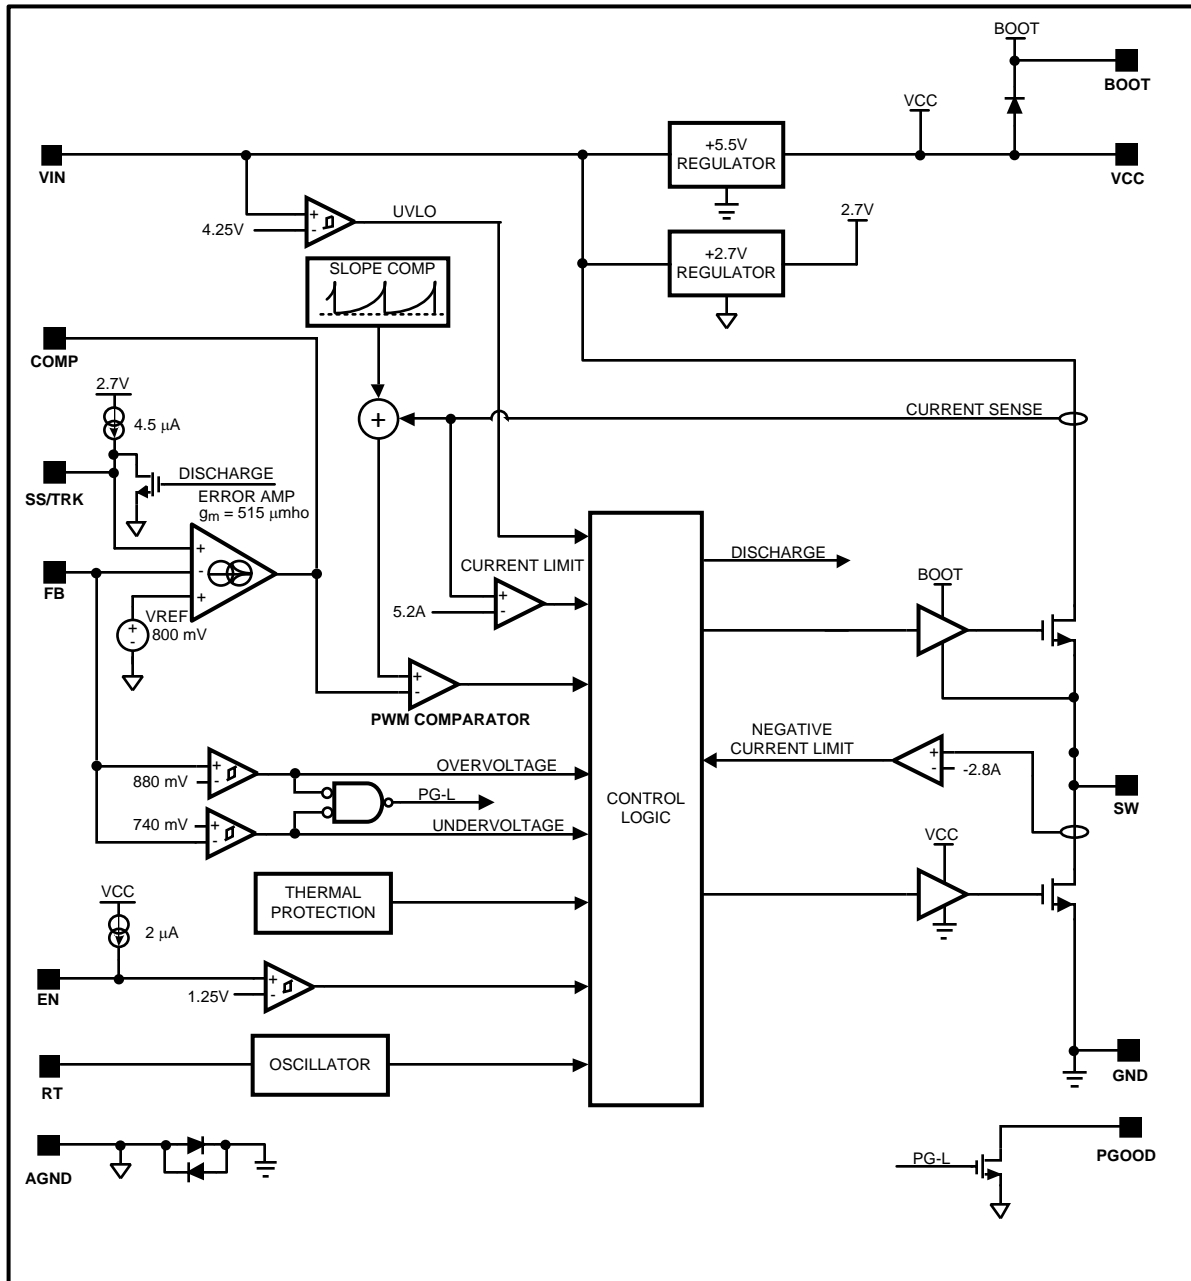 BOOT
BOOT
VCC
VIN
+5.5V
REGULATOR
VCC
+
-
UVLO
4.25V
2.7V
+2.7V
REGULATOR
SLOPE COMP
COMP
2.7V
4.5 μA
+
CURRENT SENSE
SS/TRK
DISCHARGE
ERROR AMP
gm = 515 μmho
+
-
+
FB
VREF
800 mV
+
-
CURRENT LIMIT
5.2A
+
-
DISCHARGE
BOOT
+
-
PWM COMPARATOR
NEGATIVE
CURRENT LIMIT
+
-
-2.8A
SW
880 mV
+
-
OVERVOLTAGE
PG-L
CONTROL
LOGIC
740 mV
+
-
UNDERVOLTAGE
VCC
THERMAL
PROTECTION
VCC
2 μA
EN
1.25V
+
-
RT
OSCILLATOR
GND
AGND
PG-L
PGOOD